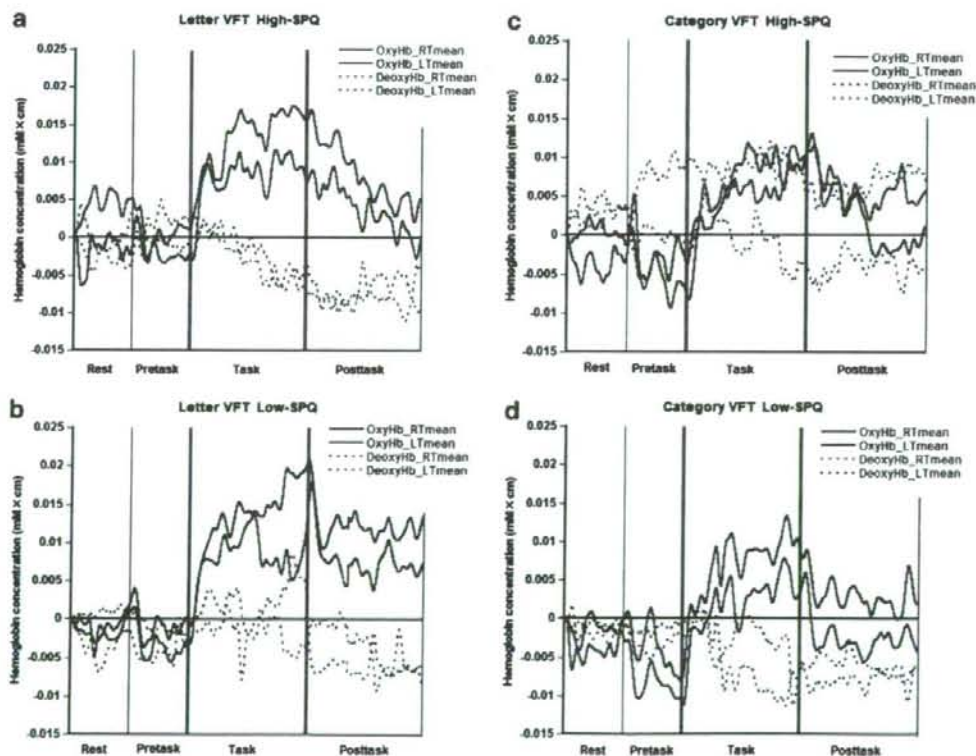 a
Letter VFT High-SPQ
OxyHb_RTmean
OxyHb_LTmean
DeoxyHb_RTmean
DeoxyHb_LTmean
Hemoglobin concentration (mM × cm)
0.025
0.02
0.015
0.01
0.005
0
-0.005
-0.01
-0.015
Rest Pretask Task Posttask
c
Category VFT High-SPQ
OxyHb_RTmean
OxyHb_LTmean
DeoxyHb_RTmean
DeoxyHb_LTmean
Hemoglobin concentration (mM × cm)
0.025
0.02
0.015
0.01
0.005
0
-0.005
-0.01
-0.015
Rest Pretask Task Posttask
b
Letter VFT Low-SPQ
OxyHb_RTmean
OxyHb_LTmean
DeoxyHb_RTmean
DeoxyHb_LTmean
Hemoglobin concentration (mM × cm)
0.025
0.02
0.015
0.01
0.005
0
-0.005
-0.01
-0.015
Rest Pretask Task Posttask
d
Category VFT Low-SPQ
OxyHb_RTmean
OxyHb_LTmean
DeoxyHb_RTmean
DeoxyHb_LTmean
Hemoglobin concentration (mM × cm)
0.025
0.02
0.015
0.01
0.005
0
-0.005
-0.01
-0.015
Rest Pretask Task Posttask